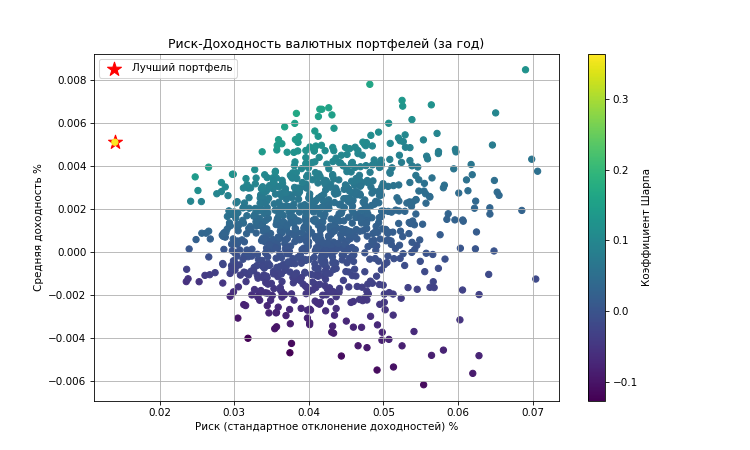 Риск-Доходность валютных портфелей (за год)
Лучший портфель
Средняя доходность %
0.008
0.006
0.004
0.002
0.000
−0.002
−0.004
−0.006
0.02 0.03 0.04 0.05 0.06 0.07
Риск (стандартное отклонение доходностей) %
0.3
0.2
0.1
0.0
−0.1
Коэффициент Шарпа